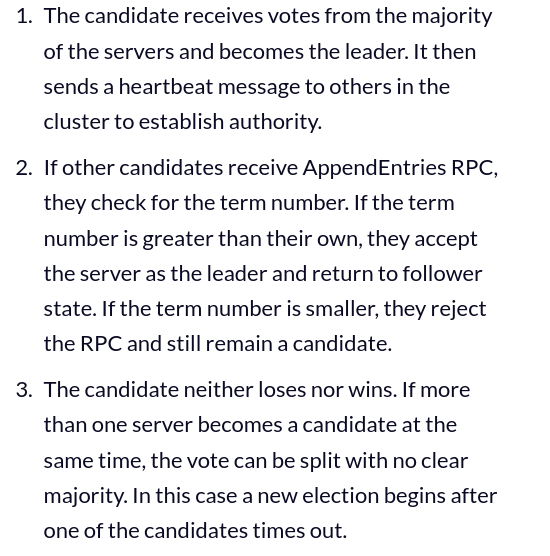 1. The candidate receives votes from the majority
of the servers and becomes the leader. It then
sends a heartbeat message to others in the
cluster to establish authority.
2. If other candidates receive AppendEntries RPC,
they check for the term number. If the term
number is greater than their own, they accept
the server as the leader and return to follower
state. If the term number is smaller, they reject
the RPC and still remain a candidate.
3. The candidate neither loses nor wins. If more
than one server becomes a candidate at the
same time, the vote can be split with no clear
majority. In this case a new election begins after
one of the candidates times out.